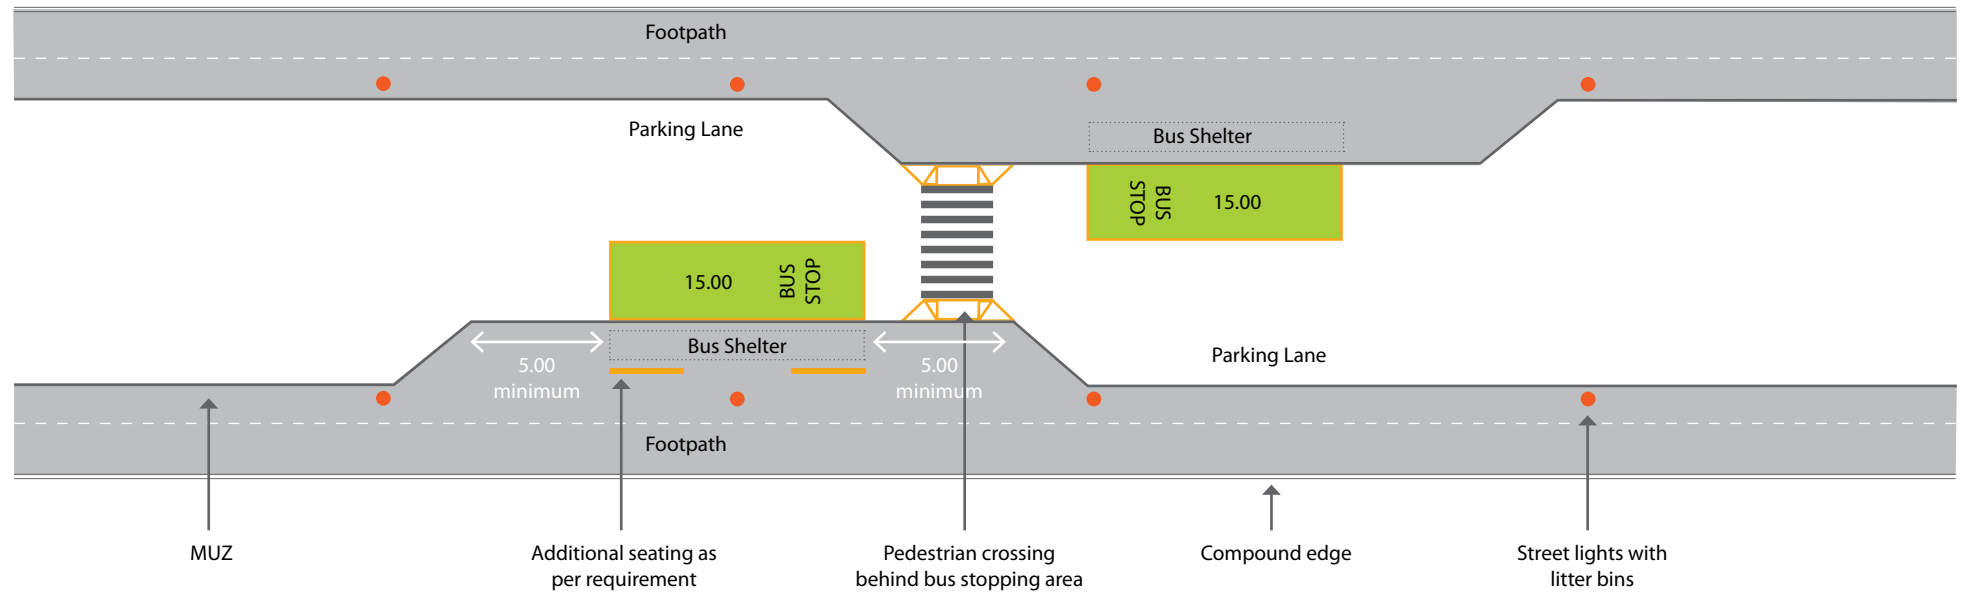 Footpath
Parking Lane
Bus Shelter
BUS
STOP
15.00
15.00
BUS
STOP
Bus Shelter
5.00
minimum
5.00
minimum
Parking Lane
Footpath
MUZ
Additional seating as
per requirement
Pedestrian crossing
behind bus stopping area
Compound edge
Street lights with
litter bins